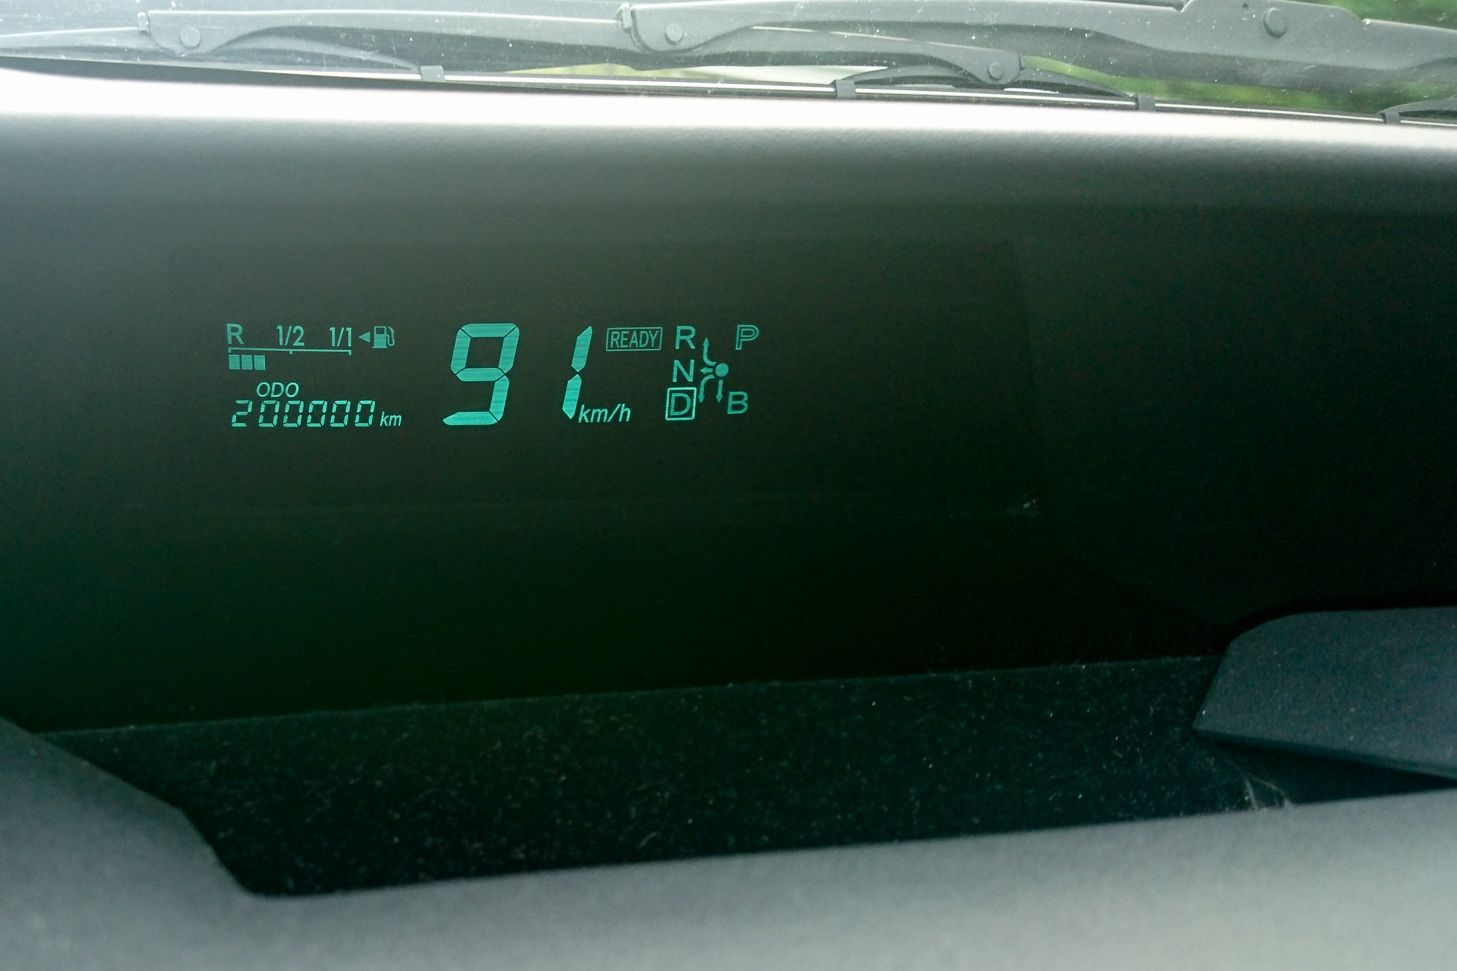 R 1/2 1/1
ODO
200000 km
91 km/h
READY
R P
N
D B